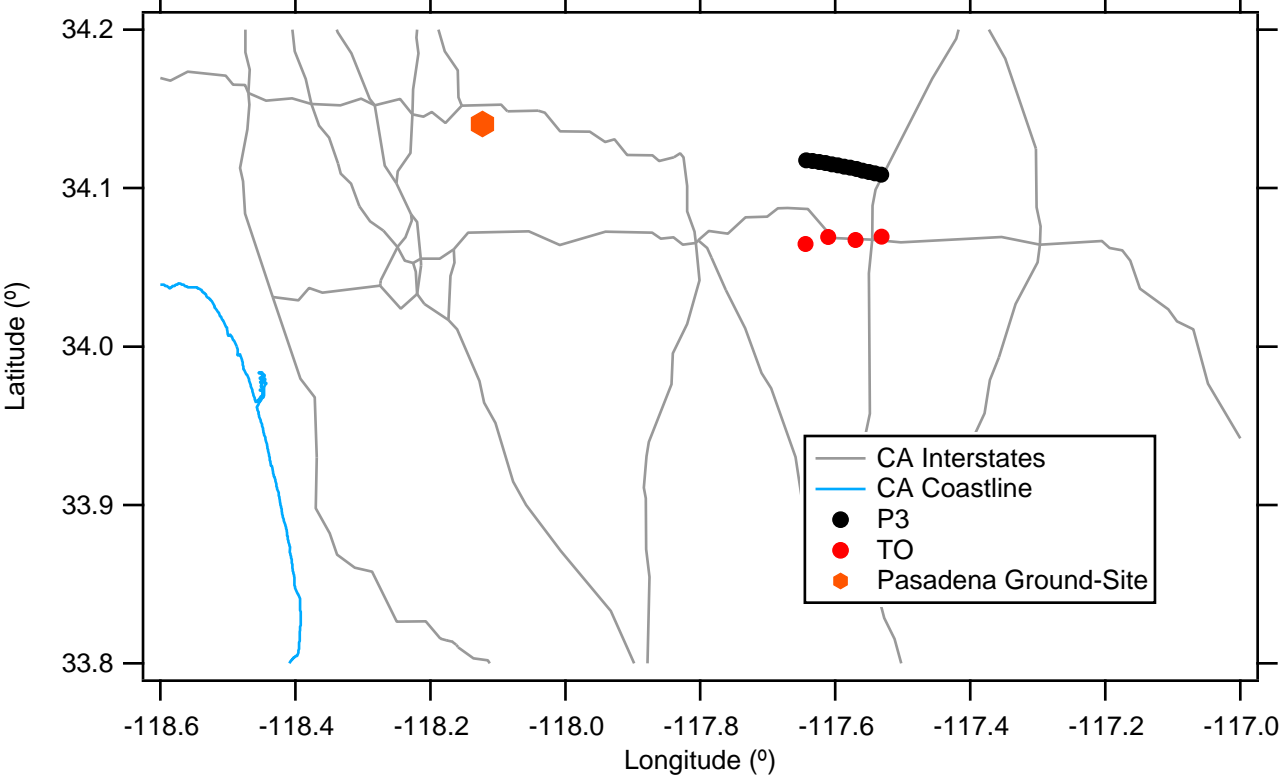 34.2
34.1
34.0
33.9
33.8
Latitude (º)
CA Interstates
CA Coastline
P3
TO
Pasadena Ground-Site
-118.6 -118.4 -118.2 -118.0 -117.8 -117.6 -117.4 -117.2 -117.0
Longitude (º)